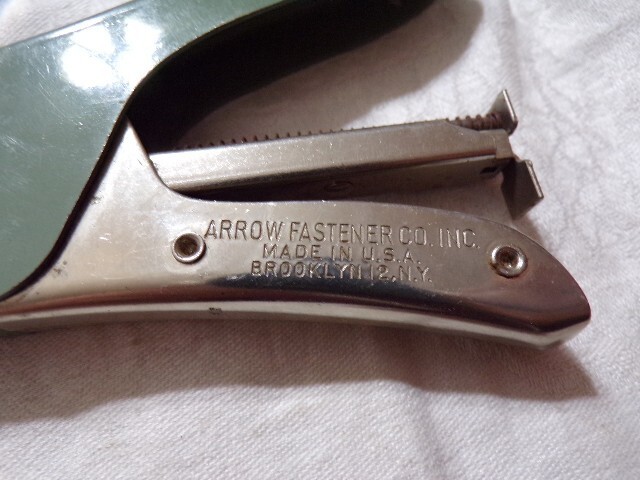 ARROW FASTENER CO. INC.
MADE IN U.S.A.
BROOKLYN 12, N.Y.